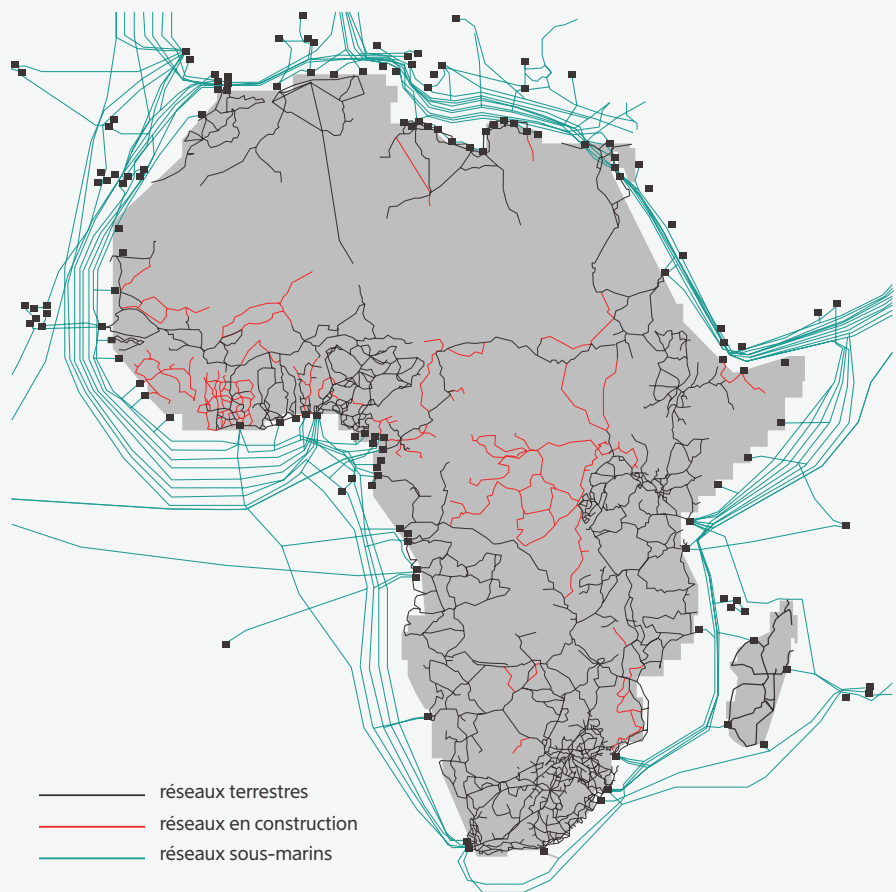 réseaux terrestres
réseaux en construction
réseaux sous-marins